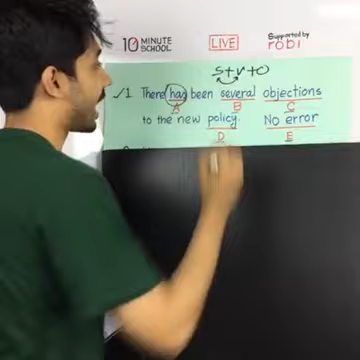 10 MINUTE SCHOOL
LIVE
Supported by
robi
S+V+O
1 There has been several objections
A B C
to the new policy. No error
D E